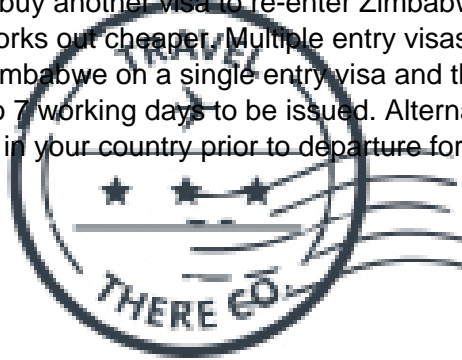 buy another visa to re-enter Zimbabw
orks out cheaper. Multiple entry visas
mbabwe on a single entry visa and th
o 7 working days to be issued. Alterna
in your country prior to departure for
TRAVEL
THERE CO.